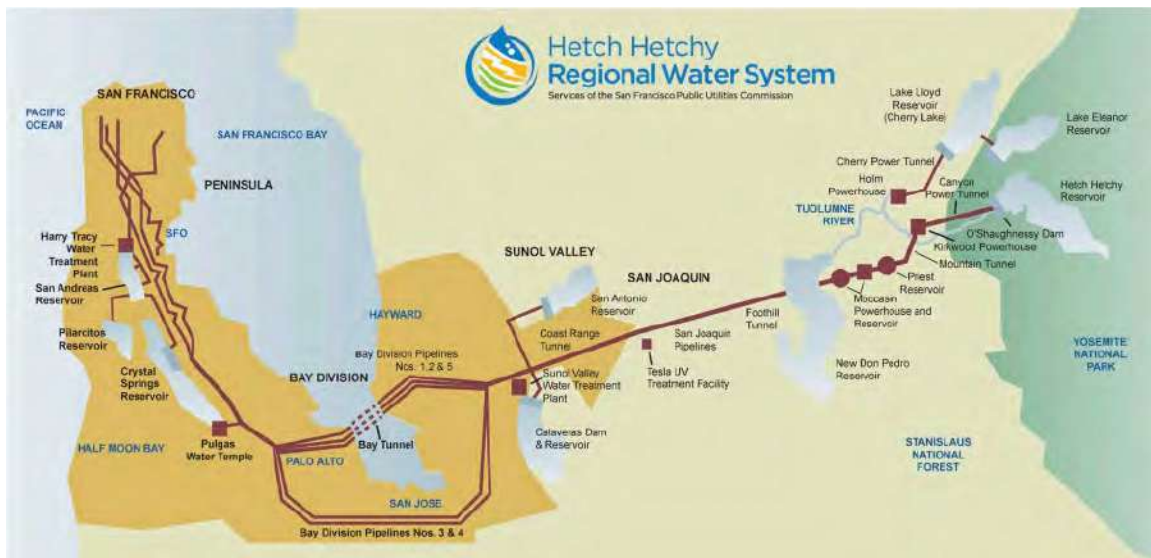 Hetch Hetchy
Regional Water System
Services of the San Francisco Public Utilities Commission
SAN FRANCISCO
PACIFIC
OCEAN
SAN FRANCISCO BAY
PENINSULA
Harry Tracy
Water
Treatment
Plant
SFO
San Andreas
Reservoir
Pilarcitos
Reservoir
Crystal
Springs
Reservoir
HALF MOON BAY
Pulgas
Water Temple
PALO ALTO
BAY DIVISION
HAYWARD
Bay Division Pipelines
Nos. 1,2 & 5
Bay Tunnel
SAN JOSE
Bay Division Pipelines Nos. 3 & 4
SUNOL VALLEY
San Antonio
Reservoir
Coast Range
Tunnel
Sunol Valley
Water Treatment
Plant
Calaveras Dam
& Reservoir
SAN JOAQUIN
San Joaquin
Pipelines
Tesla UV
Treatment Facility
Foothill
Tunnel
New Don Pedro
Reservoir
Moccasin
Powerhouse and
Reservoir
Priest
Reservoir
Mountain Tunnel
Kirkwood Powerhouse
O'Shaughnessy Dam
TUOLUMNE
RIVER
Holm
Powerhouse
Cherry Power Tunnel
Canyon
Power Tunnel
Lake Lloyd
Reservoir
(Cherry Lake)
Lake Eleanor
Reservoir
Hetch Hetchy
Reservoir
YOSEMITE
NATIONAL
PARK
STANISLAUS
NATIONAL
FOREST